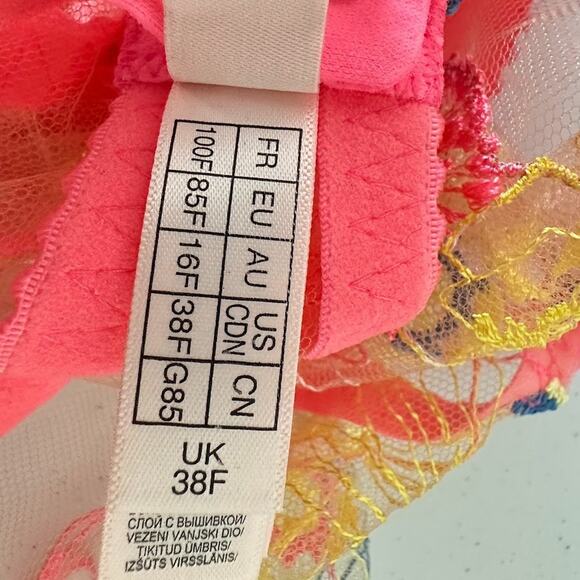 FR EU AU US CDN CN
100F 85F 16F 38F G85
UK
38F
СЛОЙ С ВЫШИВКОЙ/
VEZENI VANJSKI DIO/
TIKITUD ÜMBRIS/
IZŠŪTS VIRSSLĀNIS/